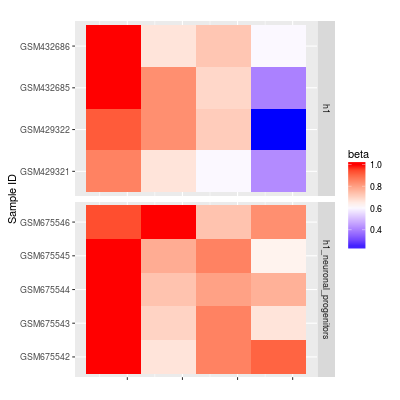 Sample ID
GSM432686
GSM432685
GSM429322
GSM429321
h1
GSM675546
GSM675545
GSM675544
GSM675543
GSM675542
h1_neuronal_progenitors
beta
1.0
0.8
0.6
0.4